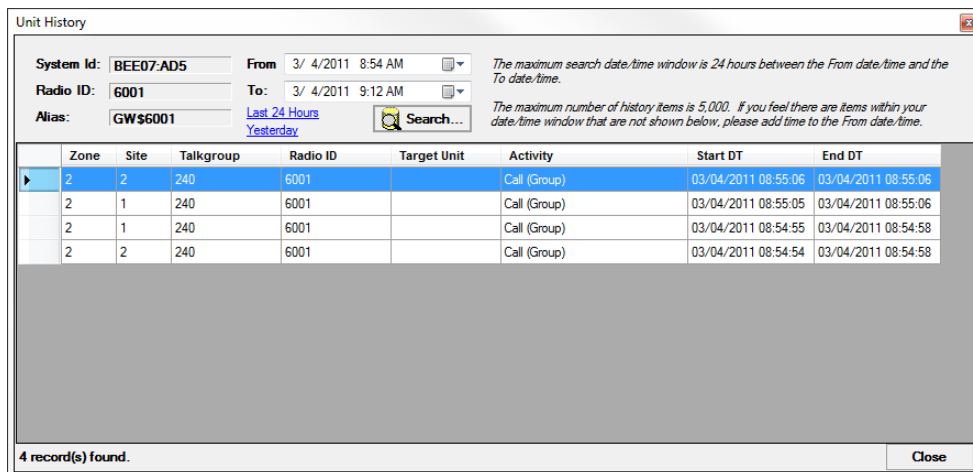 Unit History
System Id: BEE07:AD5 From 3/ 4/2011 8:54 AM The maximum search date/time window is 24 hours between the From date/time and the
To date/time.
Radio ID: 6001 To: 3/ 4/2011 9:12 AM
The maximum number of history items is 5,000. If you feel there are items within your
Alias: GW$6001 Last 24 Hours Search... date/time window that are not shown below, please add time to the From date/time.
Yesterday
Zone Site Talkgroup Radio ID Target Unit Activity Start DT End DT
2 2 240 6001 Call (Group) 03/04/2011 08:55:06 03/04/2011 08:55:06
2 1 240 6001 Call (Group) 03/04/2011 08:55:05 03/04/2011 08:55:06
2 1 240 6001 Call (Group) 03/04/2011 08:54:55 03/04/2011 08:54:58
2 2 240 6001 Call (Group) 03/04/2011 08:54:54 03/04/2011 08:54:58
4 record(s) found. Close